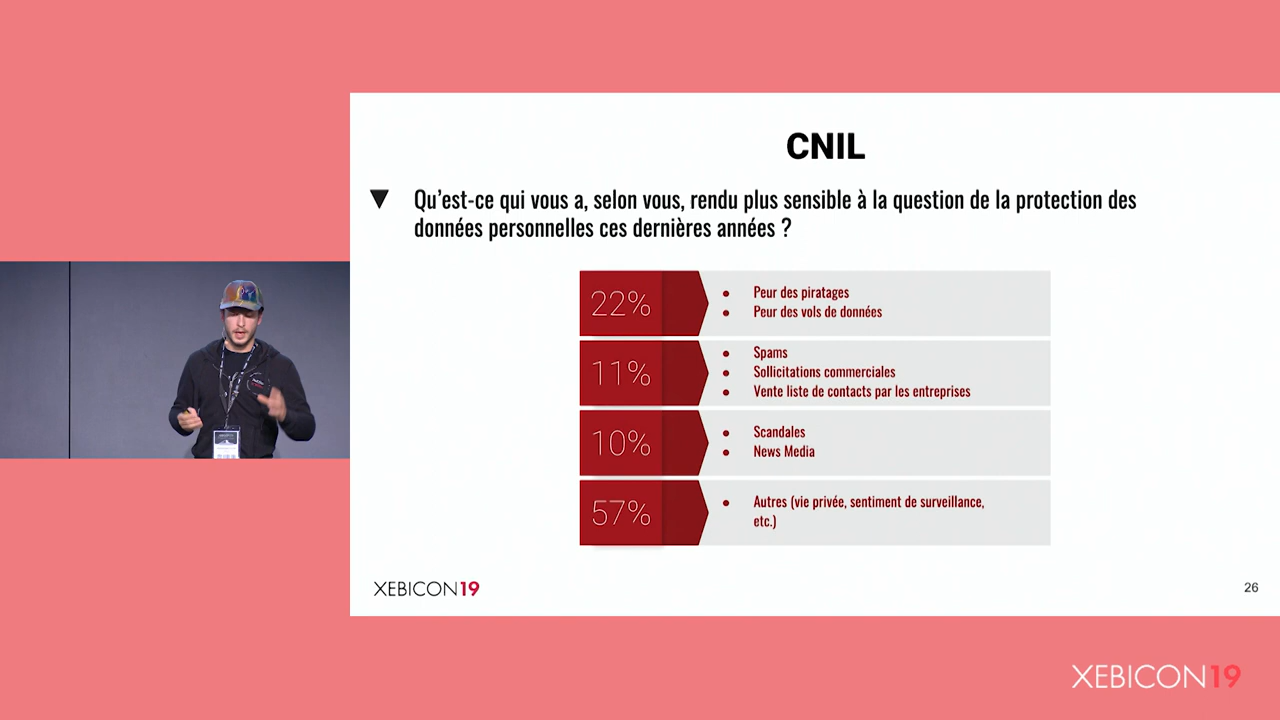 CNIL
▼ Qu'est-ce qui vous a, selon vous, rendu plus sensible à la question de la protection des
données personnelles ces dernières années ?
22%
● Peur des piratages
● Peur des vols de données
11%
● Spams
● Sollicitations commerciales
● Vente liste de contacts par les entreprises
10%
● Scandales
● News Media
57%
● Autres (vie privée, sentiment de surveillance,
etc.)
XEBICON19
26
XEBICON19